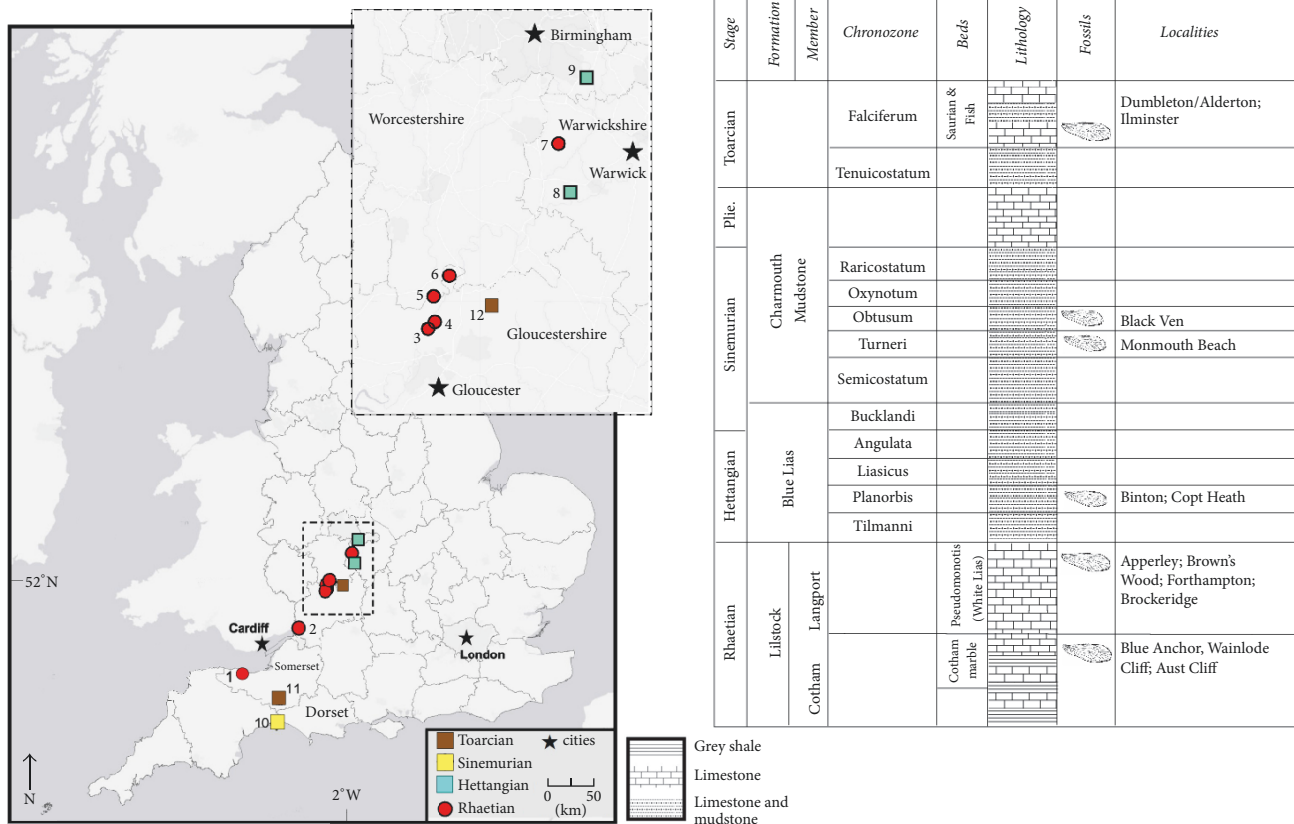 Birmingham
9
Worcestershire
Warwickshire
7
Warwick
8
6
5
12
4
3
Gloucestershire
Gloucester
52°N
Cardiff
2
London
1
Somerset
11
10
Dorset
N
2°W
Toarcian
Sinemurian
Hettangian
Rhaetian
cities
0 50
(km)
Stage
Formation
Member
Chronozone
Beds
Lithology
Fossils
Localities
Toarcian
Falciferum
Saurian &
Fish
Dumbleton/Alderton;
Ilminster
Tenuicostatum
Plie.
Charmouth
Mudstone
Sinemurian
Raricostatum
Oxynotum
Obtusum
Black Ven
Turneri
Monmouth Beach
Semicostatum
Bucklandi
Blue Lias
Hettangian
Angulata
Liasicus
Planorbis
Binton; Copt Heath
Tilmanni
Rhaetian
Lilstock
Langport
Pseudomonotis
(White Lias)
Apperley; Brown's
Wood; Forthampton;
Brockeridge
Cotham
Cotham
marble
Blue Anchor, Wainlode
Cliff; Aust Cliff
Grey shale
Limestone
Limestone and
mudstone